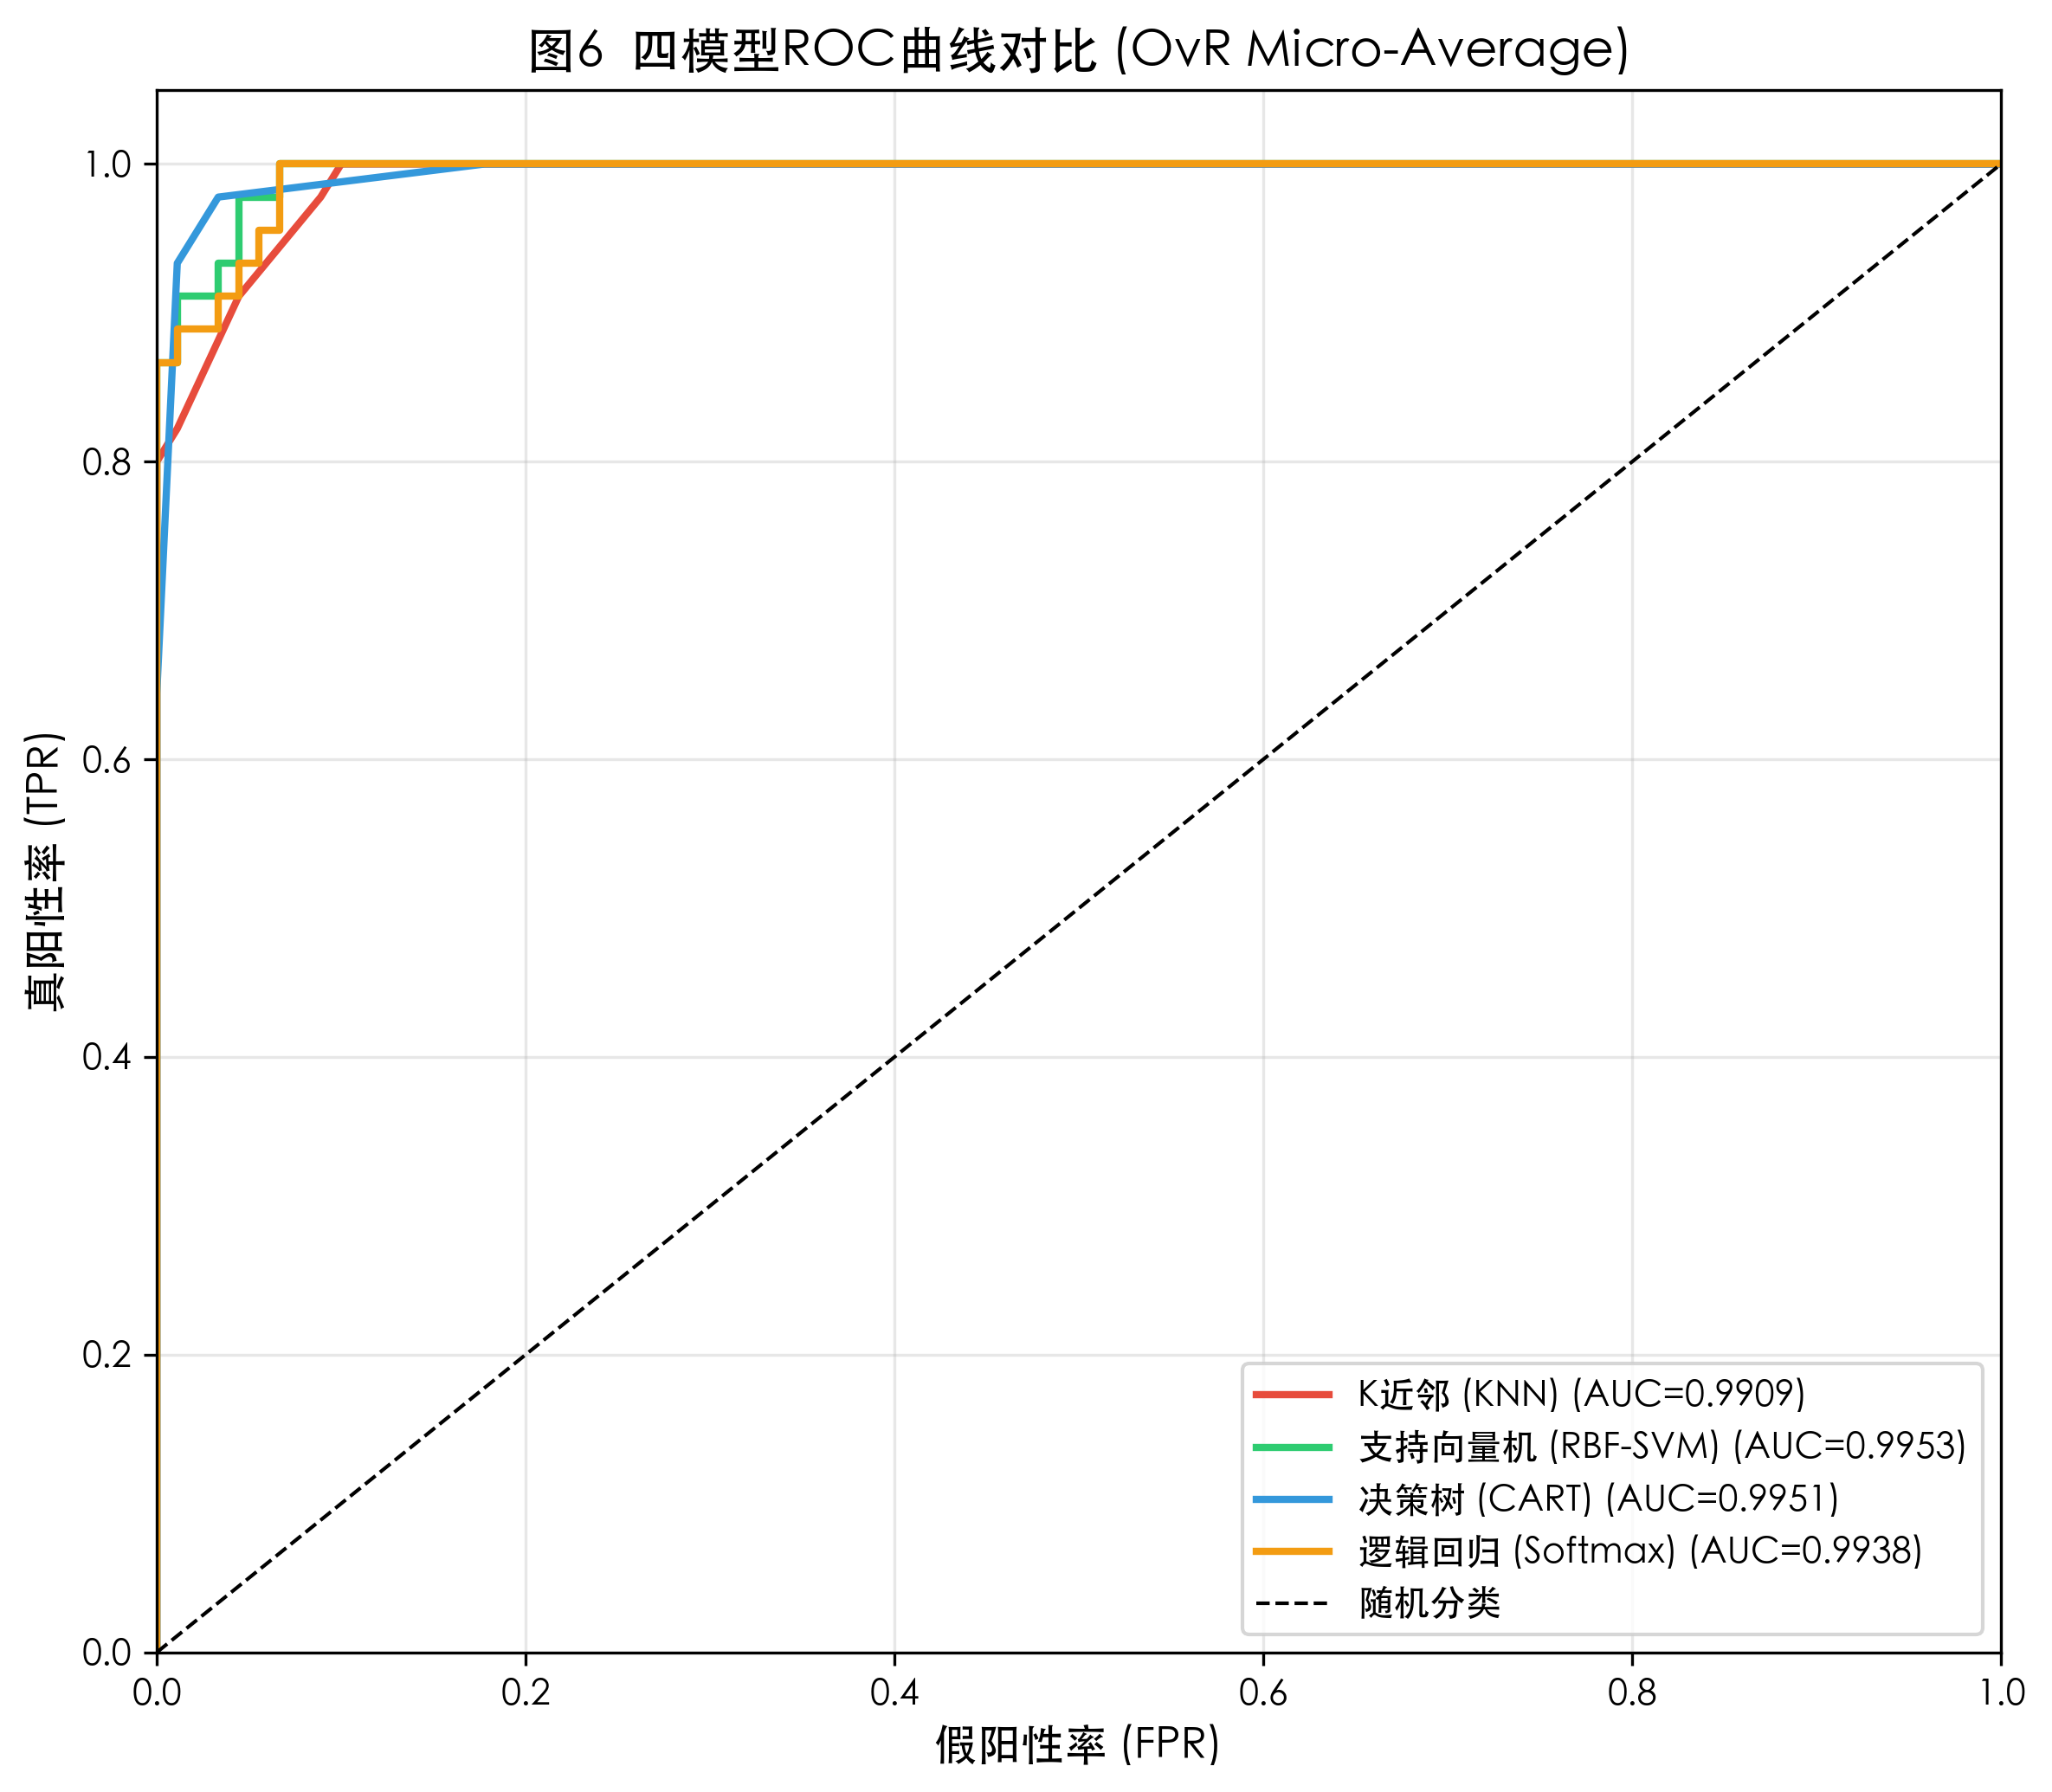 图6 四模型ROC曲线对比 (OvR Micro-Average)
真阳性率 (TPR)
1.0
0.8
0.6
0.4
0.2
0.0
0.0 0.2 0.4 0.6 0.8 1.0
假阳性率 (FPR)
K近邻 (KNN) (AUC=0.9909)
支持向量机 (RBF-SVM) (AUC=0.9953)
决策树 (CART) (AUC=0.9951)
逻辑回归 (Softmax) (AUC=0.9938)
随机分类